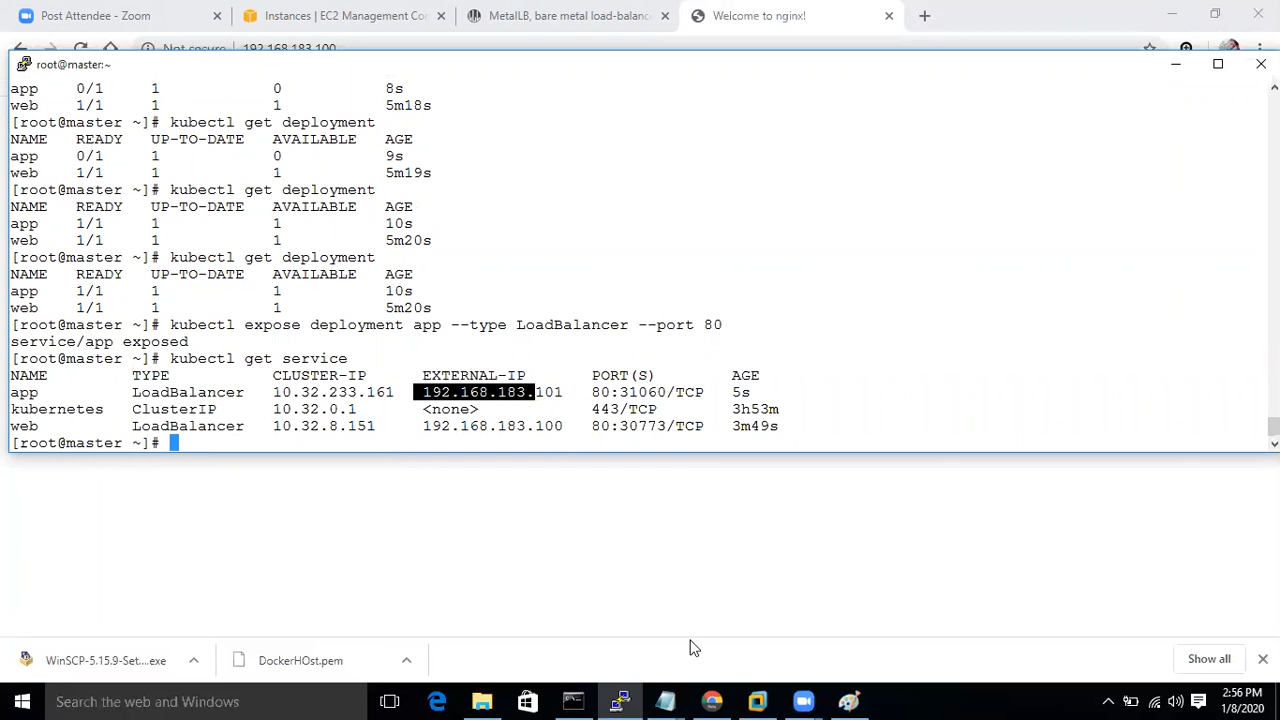 Post Attendee - Zoom
Instances | EC2 Management Con
MetalLB, bare metal load-balance
Welcome to nginx!
Not secure
192.168.183.100
root@master:~
app 0/1 1 0 8s
web 1/1 1 1 5m18s
[root@master ~]# kubectl get deployment
NAME READY UP-TO-DATE AVAILABLE AGE
app 0/1 1 0 9s
web 1/1 1 1 5m19s
[root@master ~]# kubectl get deployment
NAME READY UP-TO-DATE AVAILABLE AGE
app 1/1 1 1 10s
web 1/1 1 1 5m20s
[root@master ~]# kubectl get deployment
NAME READY UP-TO-DATE AVAILABLE AGE
app 1/1 1 1 10s
web 1/1 1 1 5m20s
[root@master ~]# kubectl expose deployment app --type LoadBalancer --port 80
service/app exposed
[root@master ~]# kubectl get service
NAME TYPE CLUSTER-IP EXTERNAL-IP PORT(S) AGE
app LoadBalancer 10.32.233.161 192.168.183.101 80:31060/TCP 5s
kubernetes ClusterIP 10.32.0.1 <none> 443/TCP 3h53m
web LoadBalancer 10.32.8.151 192.168.183.100 80:30773/TCP 3m49s
[root@master ~]#
WinSCP-5.15.9-Set....exe
DockerHOst.pem
Show all
Search the web and Windows
2:56 PM
1/8/2020